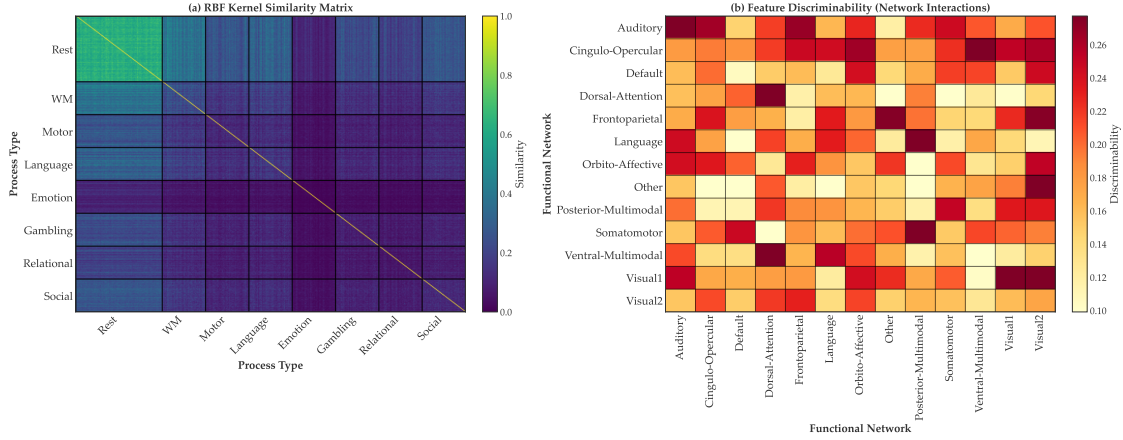 (a) RBF Kernel Similarity Matrix
Process Type
Rest
WM
Motor
Language
Emotion
Gambling
Relational
Social
Rest
WM
Motor
Language
Emotion
Gambling
Relational
Social
Process Type
1.0
0.8
0.6
0.4
0.2
0.0
Similarity
(b) Feature Discriminability (Network Interactions)
Functional Network
Auditory
Cingulo-Opercular
Default
Dorsal-Attention
Frontoparietal
Language
Orbito-Affective
Other
Posterior-Multimodal
Somatomotor
Ventral-Multimodal
Visual1
Visual2
Auditory
Cingulo-Opercular
Default
Dorsal-Attention
Frontoparietal
Language
Orbito-Affective
Other
Posterior-Multimodal
Somatomotor
Ventral-Multimodal
Visual1
Visual2
Functional Network
0.26
0.24
0.22
0.20
0.18
0.16
0.14
0.12
0.10
Discriminability